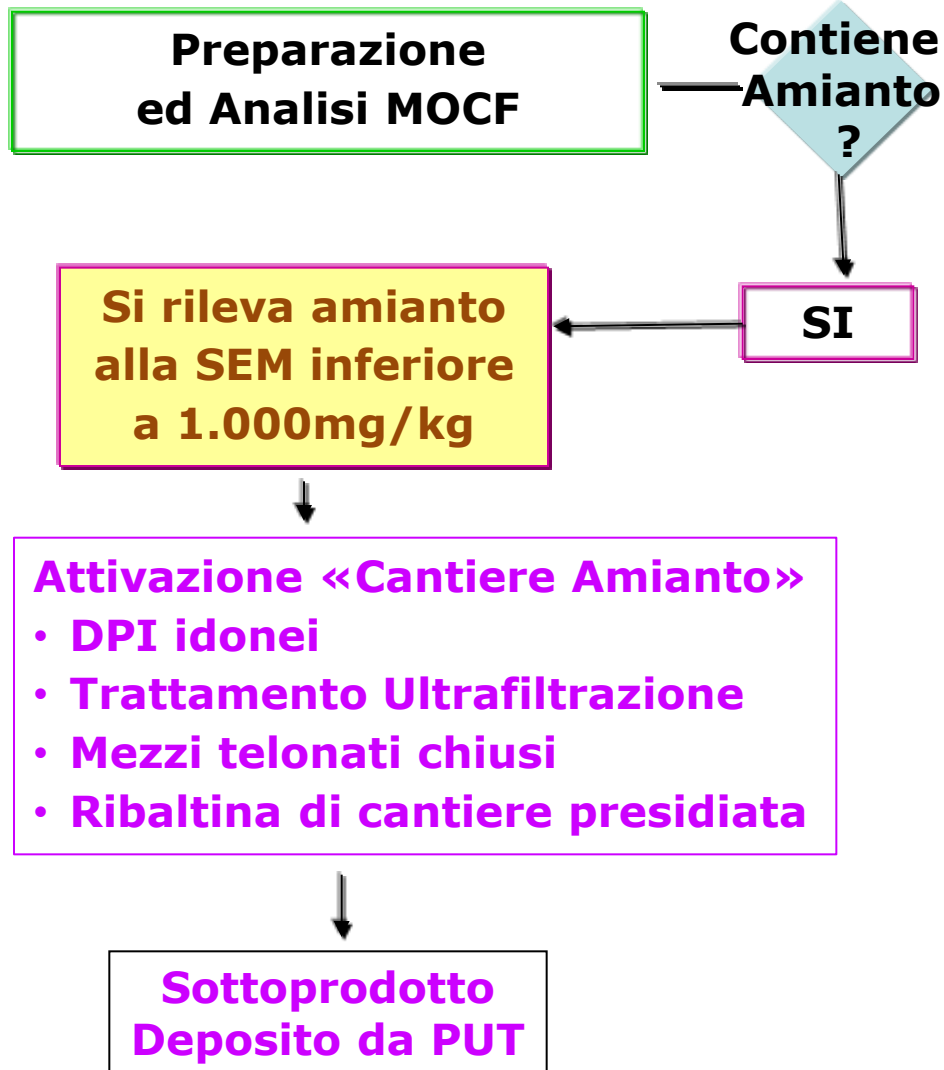 Preparazione
ed Analisi MOCF
Contiene
Amianto
?
SI
Si rileva amianto
alla SEM inferiore
a 1.000mg/kg
Attivazione «Cantiere Amianto»
• DPI idonei
• Trattamento Ultrafiltrazione
• Mezzi telonati chiusi
• Ribaltina di cantiere presidiata
Sottoprodotto
Deposito da PUT